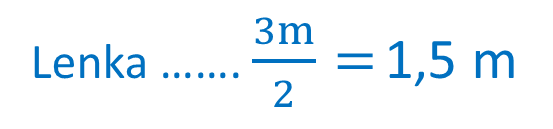 Lenka ....... 3m/2 = 1,5 m